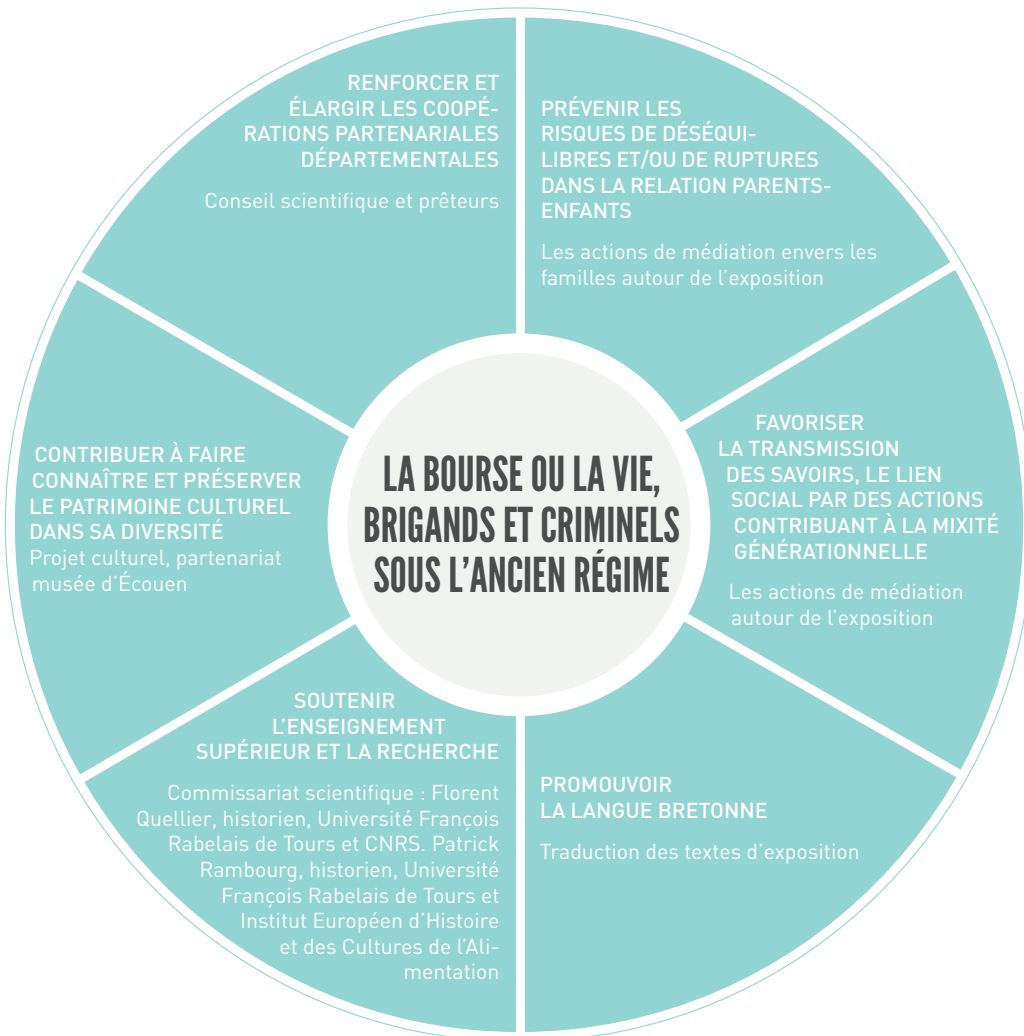 RENFORCER ET
ÉLARGIR LES COOPÉ-
RATIONS PARTENARIALES
DÉPARTEMENTALES
Conseil scientifique et prêteurs
PRÉVENIR LES
RISQUES DE DÉSÉQUI-
LIBRES ET/OU DE RUPTURES
DANS LA RELATION PARENTS-
ENFANTS
Les actions de médiation envers les
familles autour de l’exposition
FAVORISER
LA TRANSMISSION
DES SAVOIRS, LE LIEN
SOCIAL PAR DES ACTIONS
CONTRIBUANT À LA MIXITÉ
GÉNÉRATIONNELLE
Les actions de médiation
autour de l’exposition
PROMOUVOIR
LA LANGUE BRETONNE
Traduction des textes d’exposition
SOUTENIR
L’ENSEIGNEMENT
SUPÉRIEUR ET LA RECHERCHE
Commissariat scientifique : Florent
Quellier, historien, Université François
Rabelais de Tours et CNRS. Patrick
Rambourg, historien, Université
François Rabelais de Tours et
Institut Européen d’Histoire
et des Cultures de l’Ali-
mentation
CONTRIBUER À FAIRE
CONNAÎTRE ET PRÉSERVER
LE PATRIMOINE CULTUREL
DANS SA DIVERSITÉ
Projet culturel, partenariat
musée d’Écouen
LA BOURSE OU LA VIE,
BRIGANDS ET CRIMINELS
SOUS L’ANCIEN RÉGIME